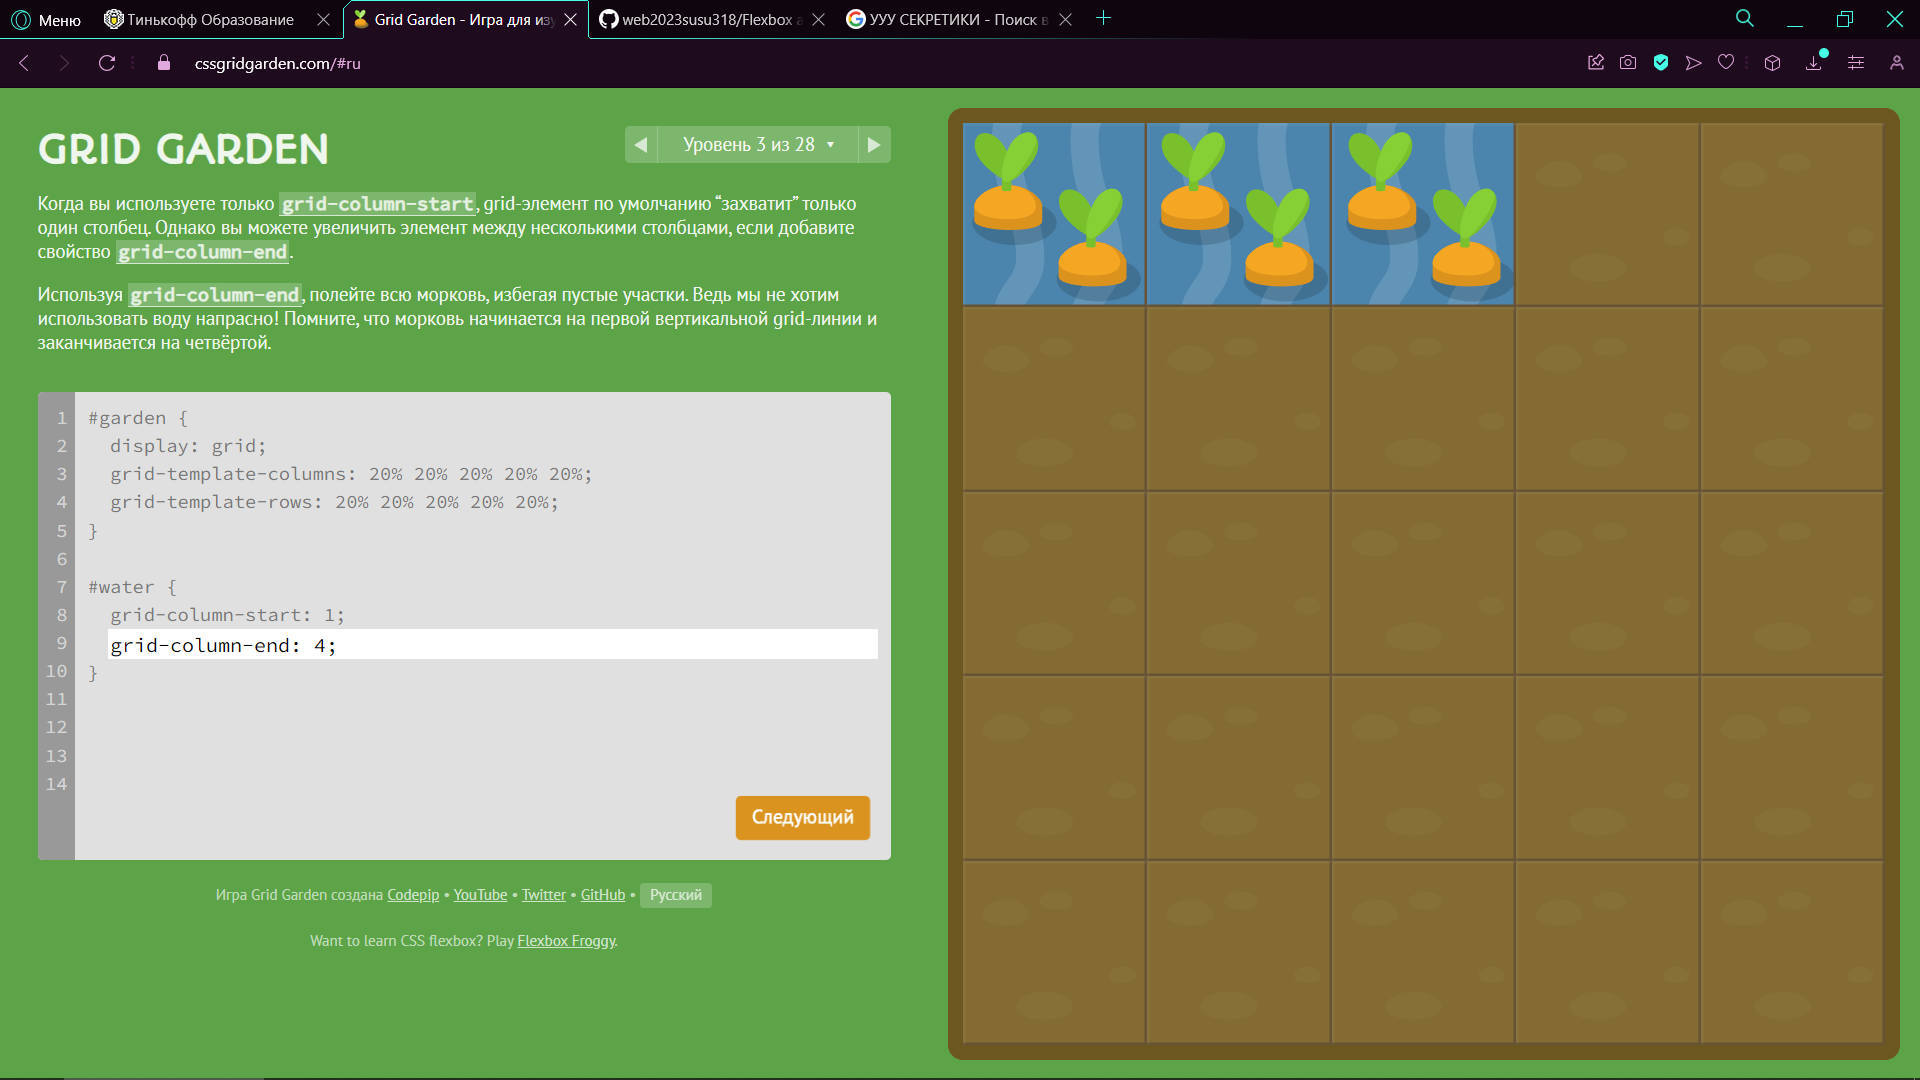 Меню
Тинькофф Образование
Grid Garden - Игра для из
web2023susu318/Flexbox a
УУУ СЕКРЕТИКИ - Поиск в
cssgridgarden.com/#ru
GRID GARDEN
Уровень 3 из 28 ▼
Когда вы используете только grid-column-start, grid-элемент по умолчанию “захватит” только
один столбец. Однако вы можете увеличить элемент между несколькими столбцами, если добавите
свойство grid-column-end.
Используя grid-column-end, полейте всю морковь, избегая пустые участки. Ведь мы не хотим
использовать воду напрасно! Помните, что морковь начинается на первой вертикальной grid-линии и
заканчивается на четвёртой.
1 #garden {
2 display: grid;
3 grid-template-columns: 20% 20% 20% 20% 20%;
4 grid-template-rows: 20% 20% 20% 20% 20%;
5 }
6
7 #water {
8 grid-column-start: 1;
9 grid-column-end: 4;
10 }
11
12
13
14
Следующий
Игра Grid Garden создана Codepip • YouTube • Twitter • GitHub • Русский
Want to learn CSS flexbox? Play Flexbox Froggy.